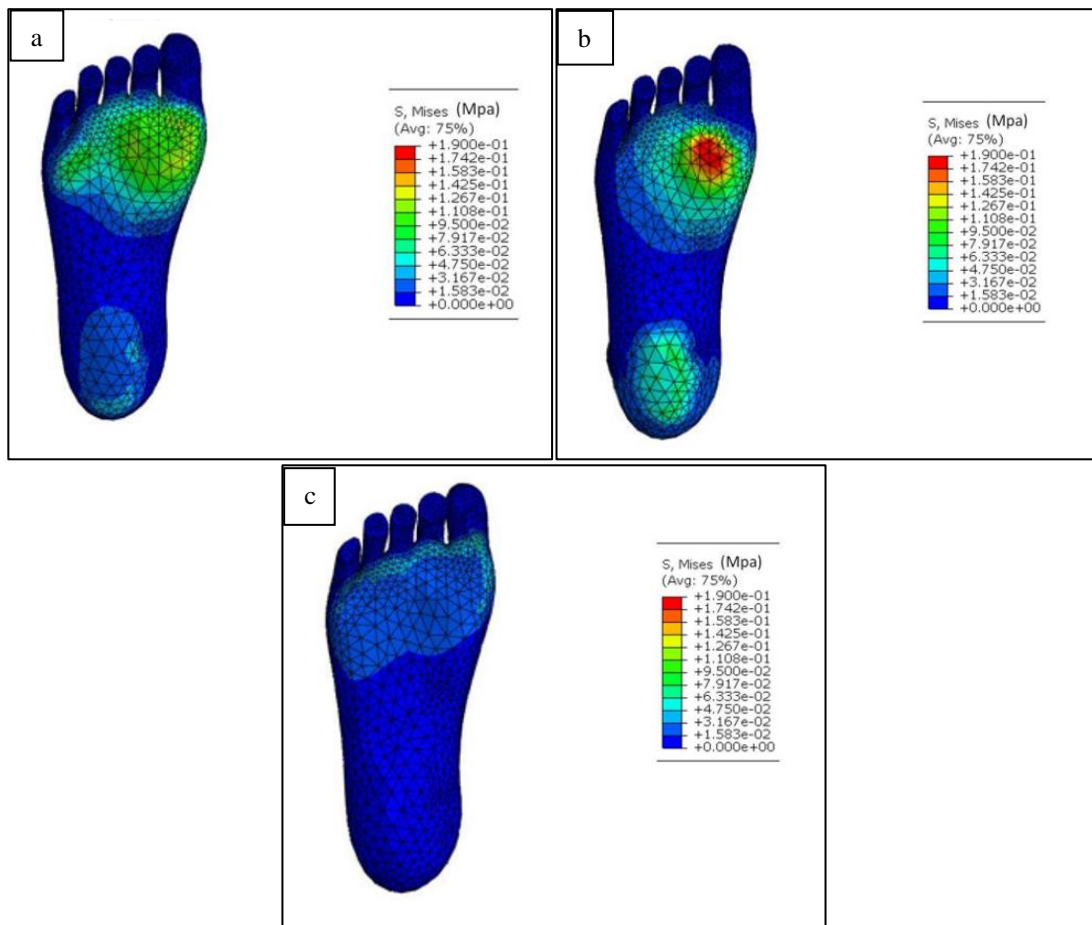 a
S, Mises (Mpa)
(Avg: 75%)
+1.900e-01
+1.742e-01
+1.583e-01
+1.425e-01
+1.267e-01
+1.108e-01
+9.500e-02
+7.917e-02
+6.333e-02
+4.750e-02
+3.167e-02
+1.583e-02
+0.000e+00
b
S, Mises (Mpa)
(Avg: 75%)
+1.900e-01
+1.742e-01
+1.583e-01
+1.425e-01
+1.267e-01
+1.108e-01
+9.500e-02
+7.917e-02
+6.333e-02
+4.750e-02
+3.167e-02
+1.583e-02
+0.000e+00
c
S, Mises (Mpa)
(Avg: 75%)
+1.900e-01
+1.742e-01
+1.583e-01
+1.425e-01
+1.267e-01
+1.108e-01
+9.500e-02
+7.917e-02
+6.333e-02
+4.750e-02
+3.167e-02
+1.583e-02
+0.000e+00